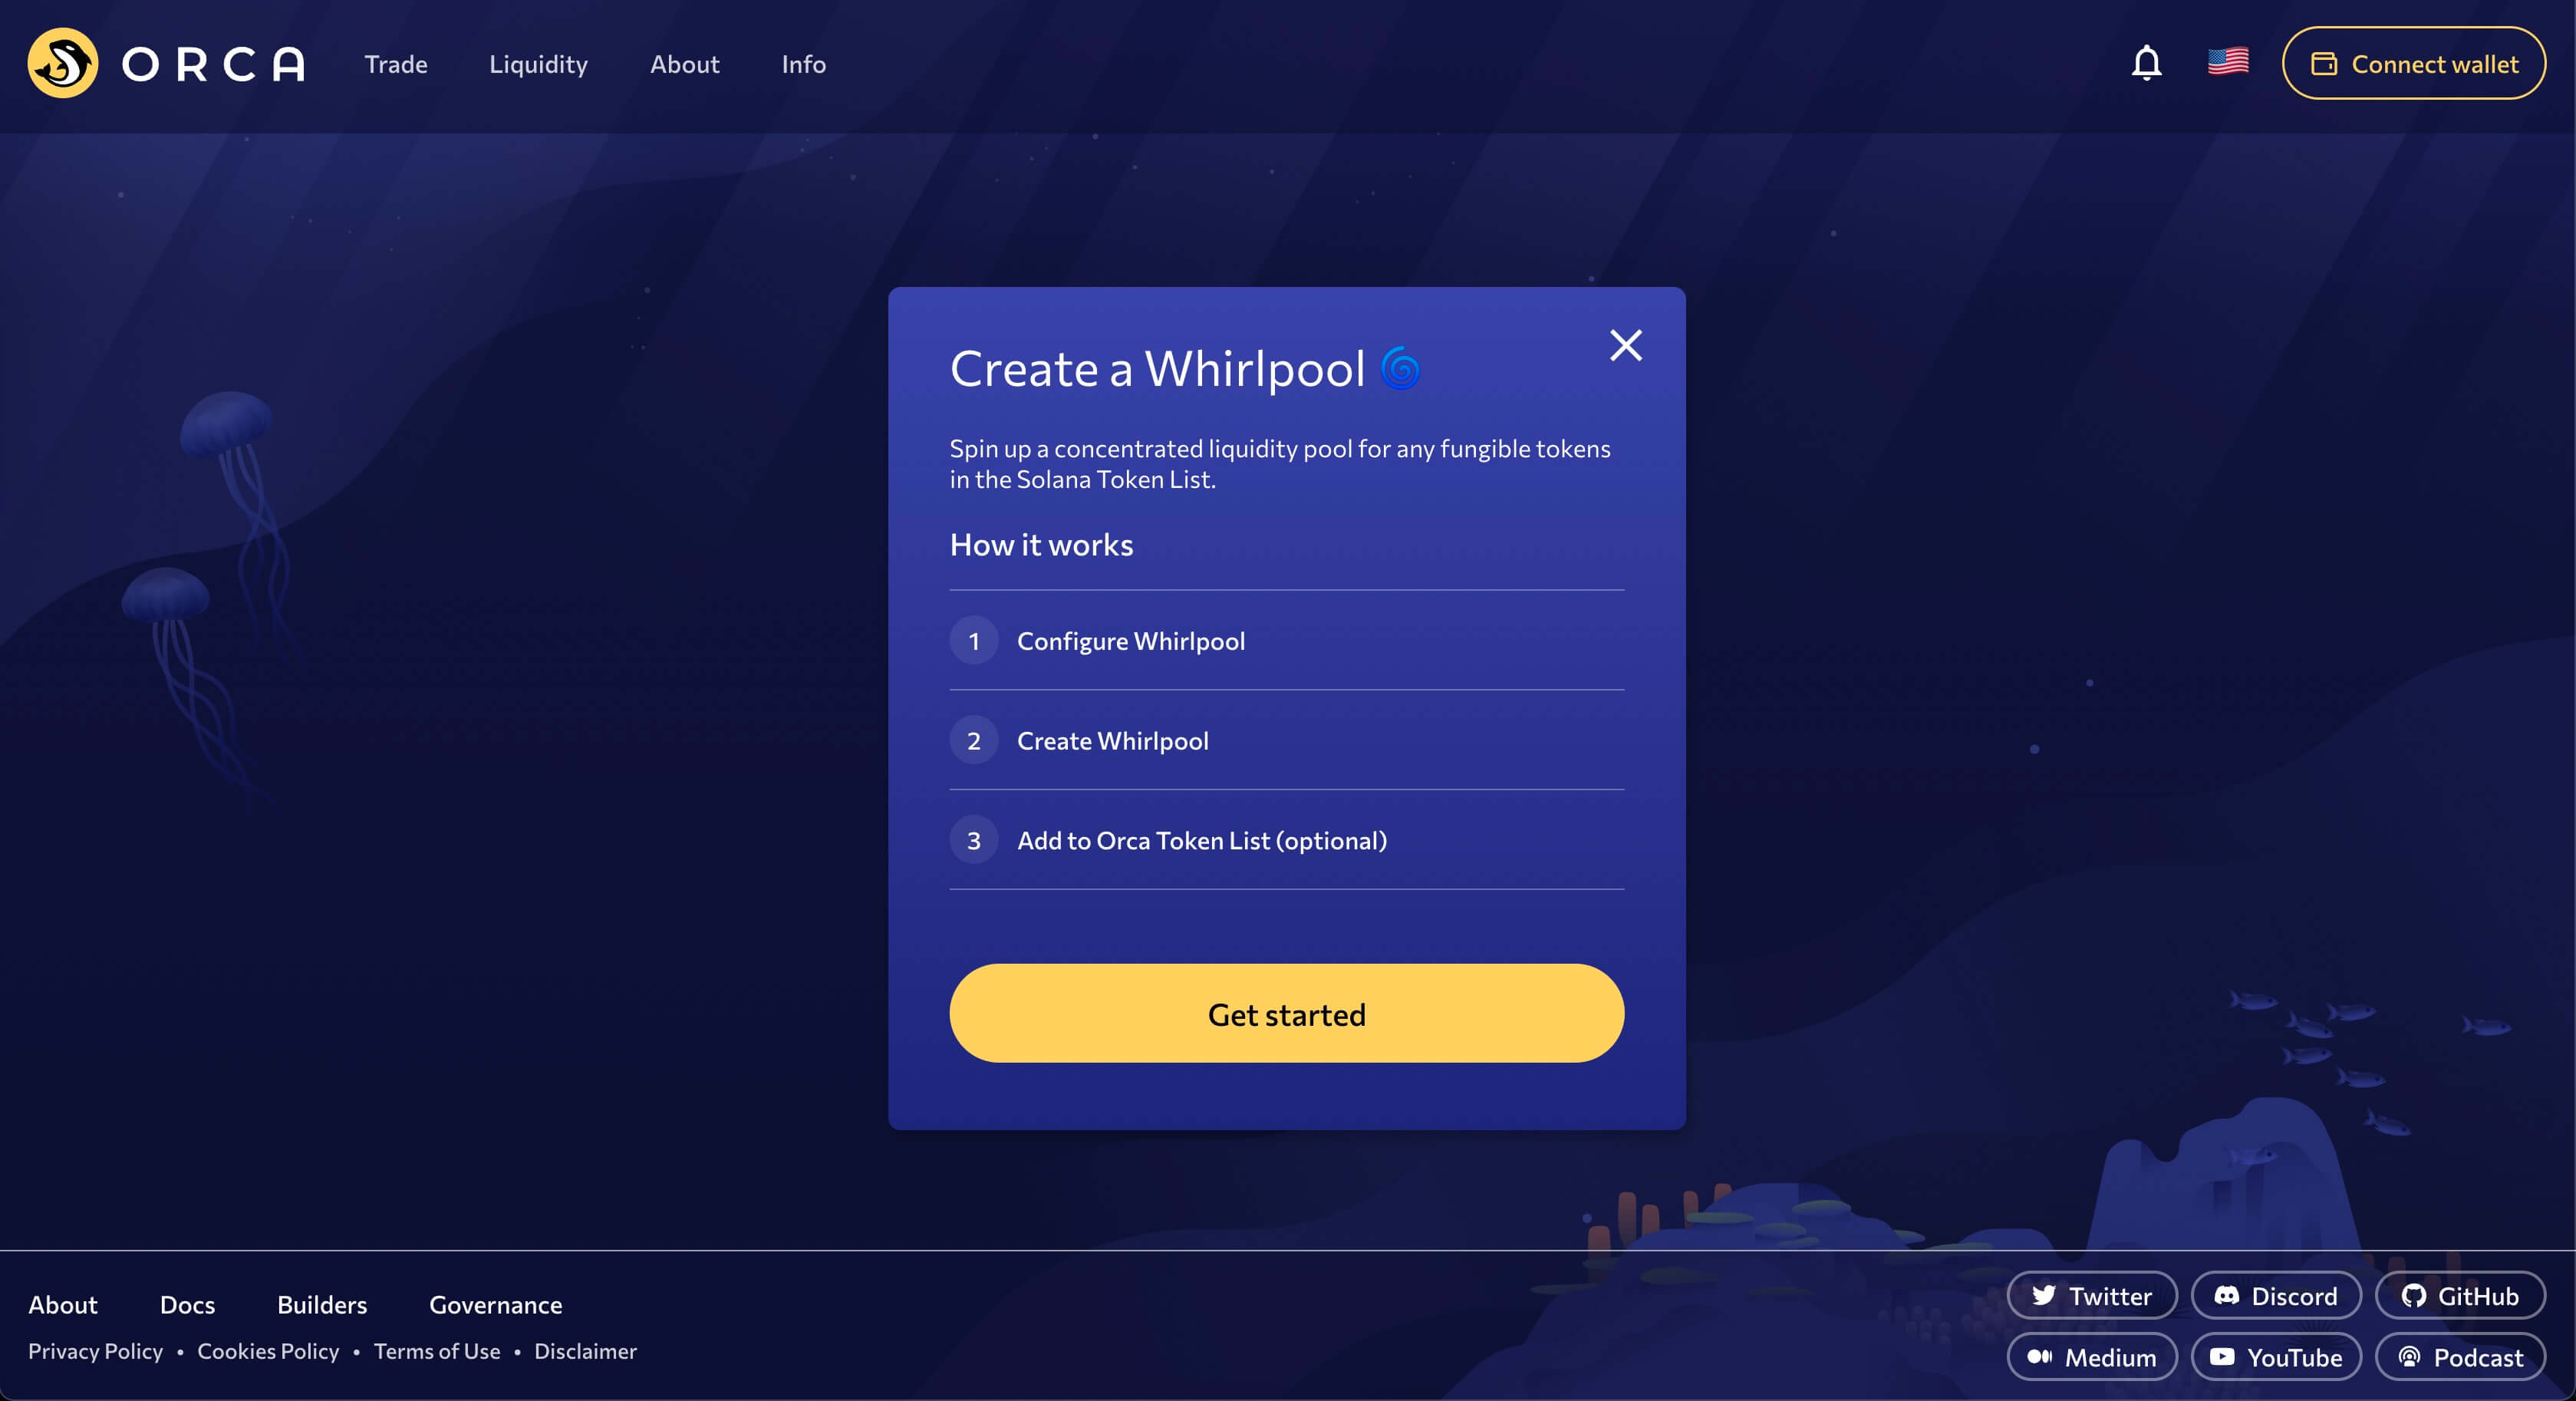 ORCA
Trade
Liquidity
About
Info
Connect wallet
Create a Whirlpool 🌀
Spin up a concentrated liquidity pool for any fungible tokens
in the Solana Token List.
How it works
1 Configure Whirlpool
2 Create Whirlpool
3 Add to Orca Token List (optional)
Get started
About
Docs
Builders
Governance
Privacy Policy • Cookies Policy • Terms of Use • Disclaimer
Twitter
Discord
GitHub
Medium
YouTube
Podcast